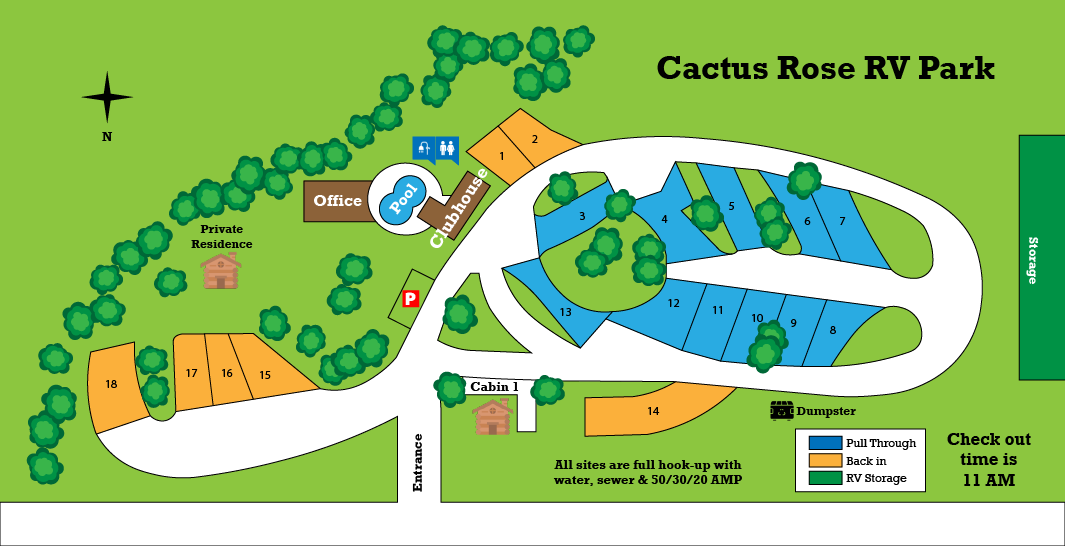 Cactus Rose RV Park
N
2
1
Office
Pool
Clubhouse
Private
Residence
P
3
4
5
6
7
Storage
13
12
11
10
9
8
18
17
16
15
Cabin 1
14
Dumpster
Entrance
All sites are full hook-up with
water, sewer & 50/30/20 AMP
Pull Through
Back in
RV Storage
Check out
time is
11 AM